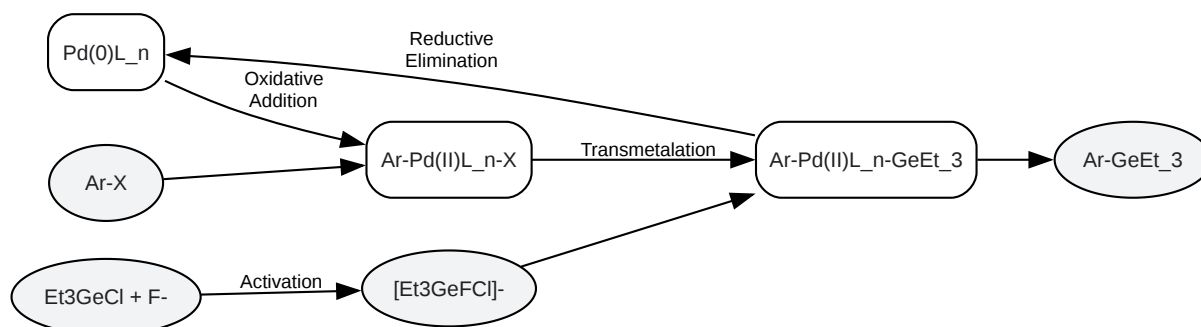 Pd(0)L_n
Reductive
Elimination
Oxidative
Addition
Ar-X
Ar-Pd(II)L_n-X
Transmetalation
Ar-Pd(II)L_n-GeEt_3
Ar-GeEt_3
Et3GeCl + F-
Activation
[Et3GeFCl]-